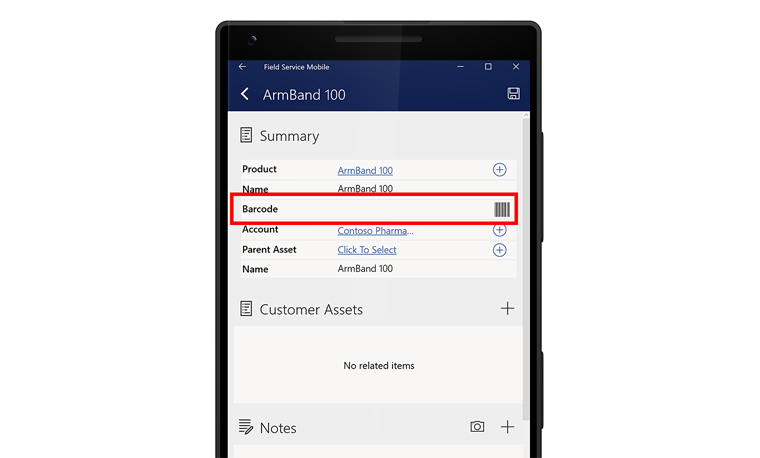 Field Service Mobile
ArmBand 100
Summary
Product ArmBand 100
Name ArmBand 100
Barcode
Account Contoso Pharma...
Parent Asset Click To Select
Name ArmBand 100
Customer Assets
No related items
Notes